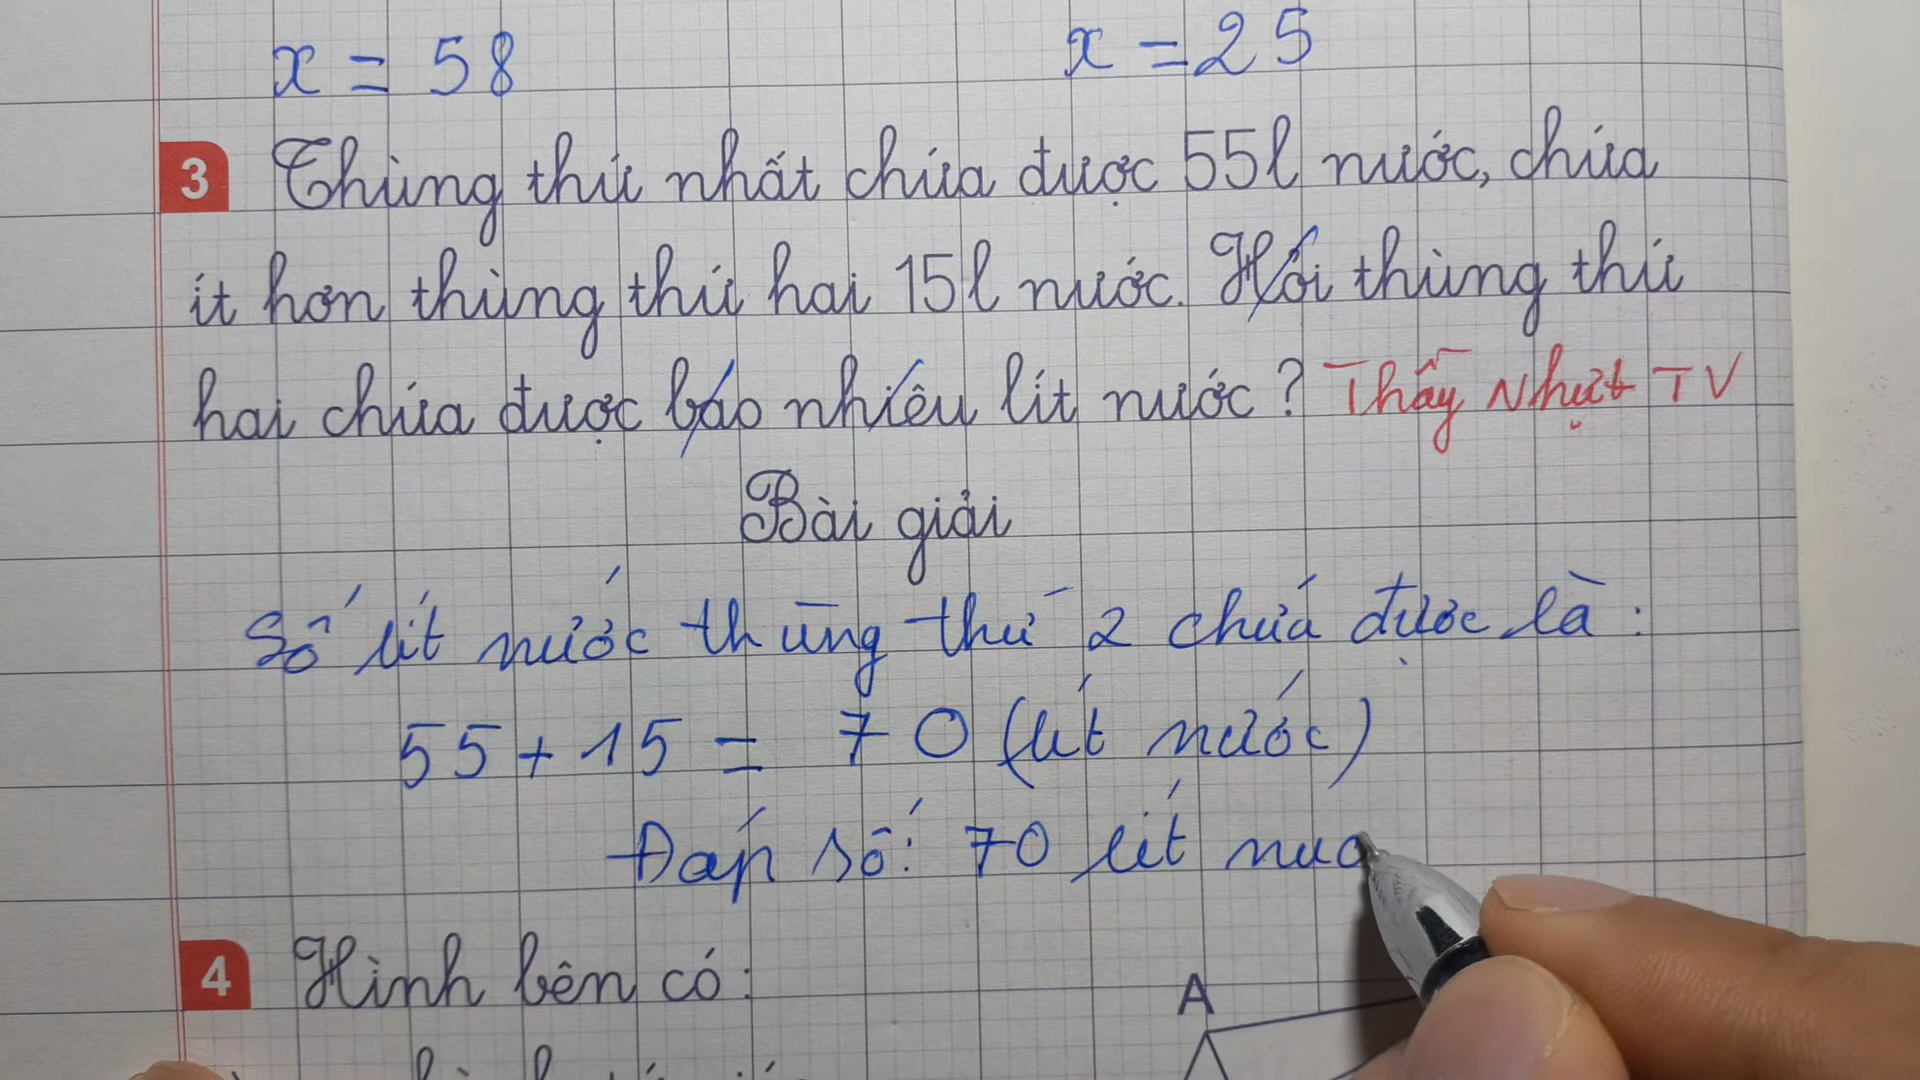 x = 58
x = 25
3 Thùng thứ nhất chứa được 55l nước, chứa
ít hơn thùng thứ hai 15l nước. Hỏi thùng thứ
hai chứa được bao nhiêu lít nước? Thầy Nhựt TV
Bài giải
Số lít nước thùng thứ 2 chứa được là:
55 + 15 = 70 (lít nước)
Đáp số: 70 lít nuo
4 Hình bên có:
A